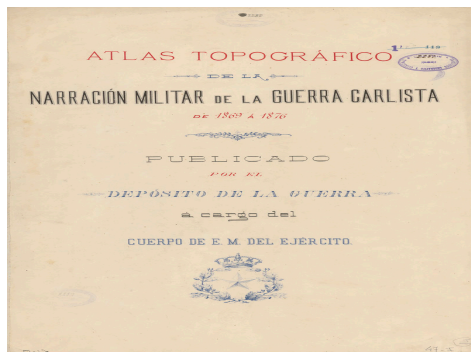 ATLAS TOPOGRÁFICO
DE LA
NARRACIÓN MILITAR DE LA GUERRA CARLISTA
DE 1869 Á 1876
PUBLICADO
POR EL
DEPÓSITO DE LA GUERRA
á cargo del
CUERPO DE E. M. DEL EJÉRCITO.